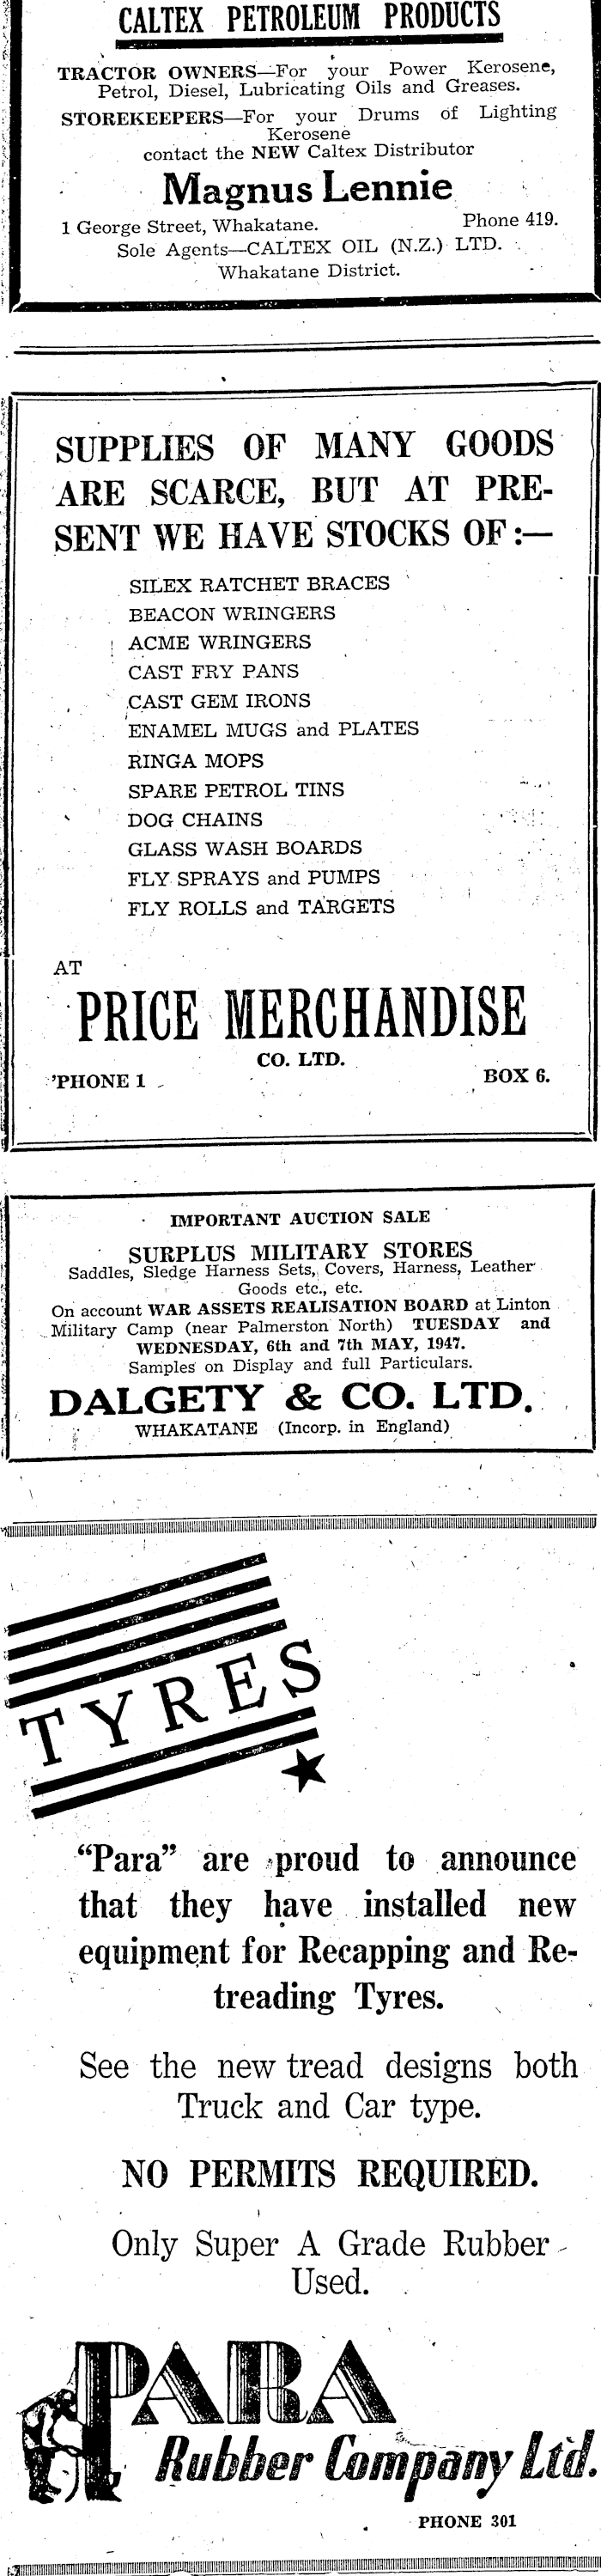 CALTEX PETROLEUM PRODUCTS
TRACTOR OWNERS—For your Power Kerosene,
Petrol, Diesel, Lubricating Oils and Greases.
STOREKEEPERS—For your Drums of Lighting
Kerosene
contact the NEW Caltex Distributor
Magnus Lennie
1 George Street, Whakatane. Phone 419.
Sole Agents—CALTEX OIL (N.Z.) LTD.
Whakatane District.
SUPPLIES OF MANY GOODS
ARE SCARCE, BUT AT PRE-
SENT WE HAVE STOCKS OF:—
SILEX RATCHET BRACES
BEACON WRINGERS
ACME WRINGERS
CAST FRY PANS
CAST GEM IRONS
ENAMEL MUGS and PLATES
RINGA MOPS
SPARE PETROL TINS
DOG CHAINS
GLASS WASH BOARDS
FLY SPRAYS and PUMPS
FLY ROLLS and TARGETS
AT
PRICE MERCHANDISE
CO. LTD.
'PHONE 1 BOX 6.
IMPORTANT AUCTION SALE
SURPLUS MILITARY STORES
Saddles, Sledge Harness Sets, Covers, Harness, Leather
Goods etc., etc.
On account WAR ASSETS REALISATION BOARD at Linton
Military Camp (near Palmerston North) TUESDAY and
WEDNESDAY, 6th and 7th MAY, 1947.
Samples on Display and full Particulars.
DALGETY & CO. LTD.
WHAKATANE (Incorp. in England)
TYRES
"Para" are proud to announce
that they have installed new
equipment for Recapping and Re-
treading Tyres.
See the new tread designs both
Truck and Car type.
NO PERMITS REQUIRED.
Only Super A Grade Rubber
Used.
PARA
Rubber Company Ltd.
PHONE 301